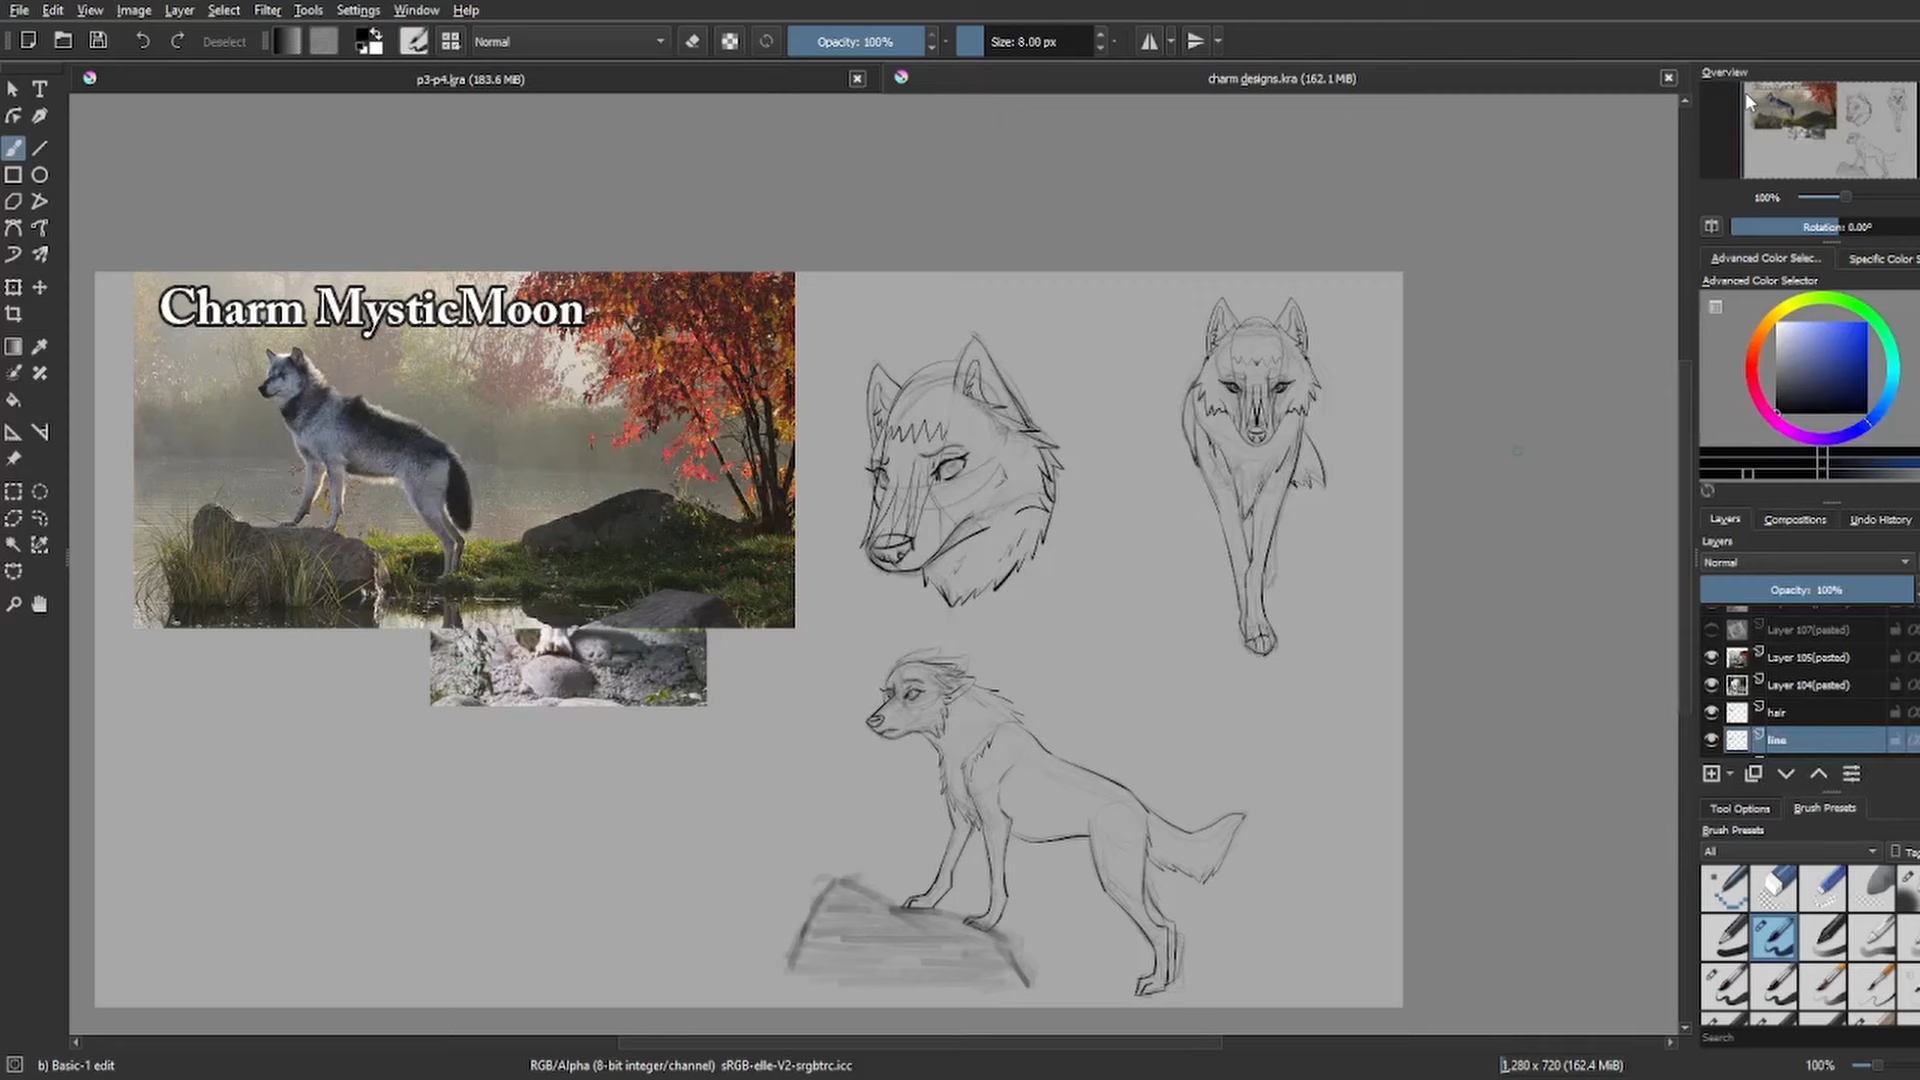 File Edit View Image Layer Select Filter Tools Settings Window Help
Deselect Normal Opacity: 100% Size: 8.00 px
p3-p4.kra (183.6 MiB) charm designs.kra (162.1 MiB)
Overview
100%
Rotation: 0.00°
Advanced Color Selec... Specific Color S
Advanced Color Selector
Charm MysticMoon
Layers Compositions Undo History
Layers
Normal
Opacity: 100%
Layer 107(pasted)
Layer 105(pasted)
Layer 104(pasted)
hair
line
Tool Options Brush Presets
Brush Presets
All Tag
Search
b) Basic-1 edit RGB/Alpha (8-bit integer/channel) sRGB-elle-V2-srgbtrc.icc 1,280 x 720 (162.4 MiB) 100%